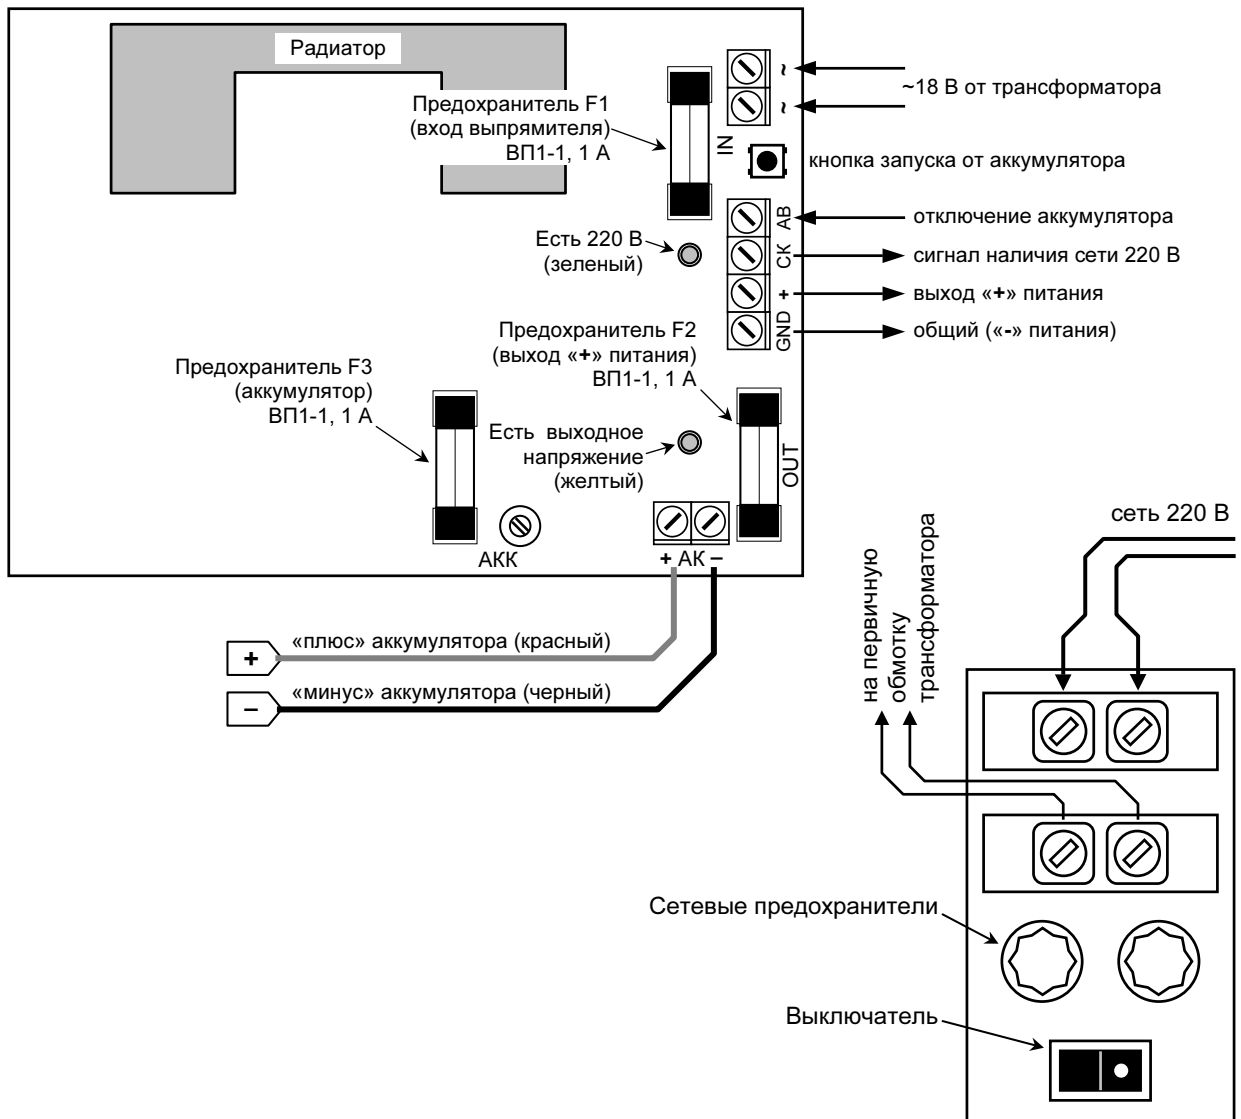 Радиатор
Предохранитель F1
(вход выпрямителя)
ВП1-1, 1 А
IN
~
~
~18 В от трансформатора
кнопка запуска от аккумулятора
АВ
отключение аккумулятора
СК
сигнал наличия сети 220 В
+
выход «+» питания
GND
общий («-» питания)
Есть 220 В
(зеленый)
Предохранитель F2
(выход «+» питания)
ВП1-1, 1 А
Предохранитель F3
(аккумулятор)
ВП1-1, 1 А
Есть выходное
напряжение
(желтый)
OUT
АКК
+ АК –
«плюс» аккумулятора (красный)
+
«минус» аккумулятора (черный)
–
сеть 220 В
на первичную
обмотку
трансформатора
Сетевые предохранители
Выключатель